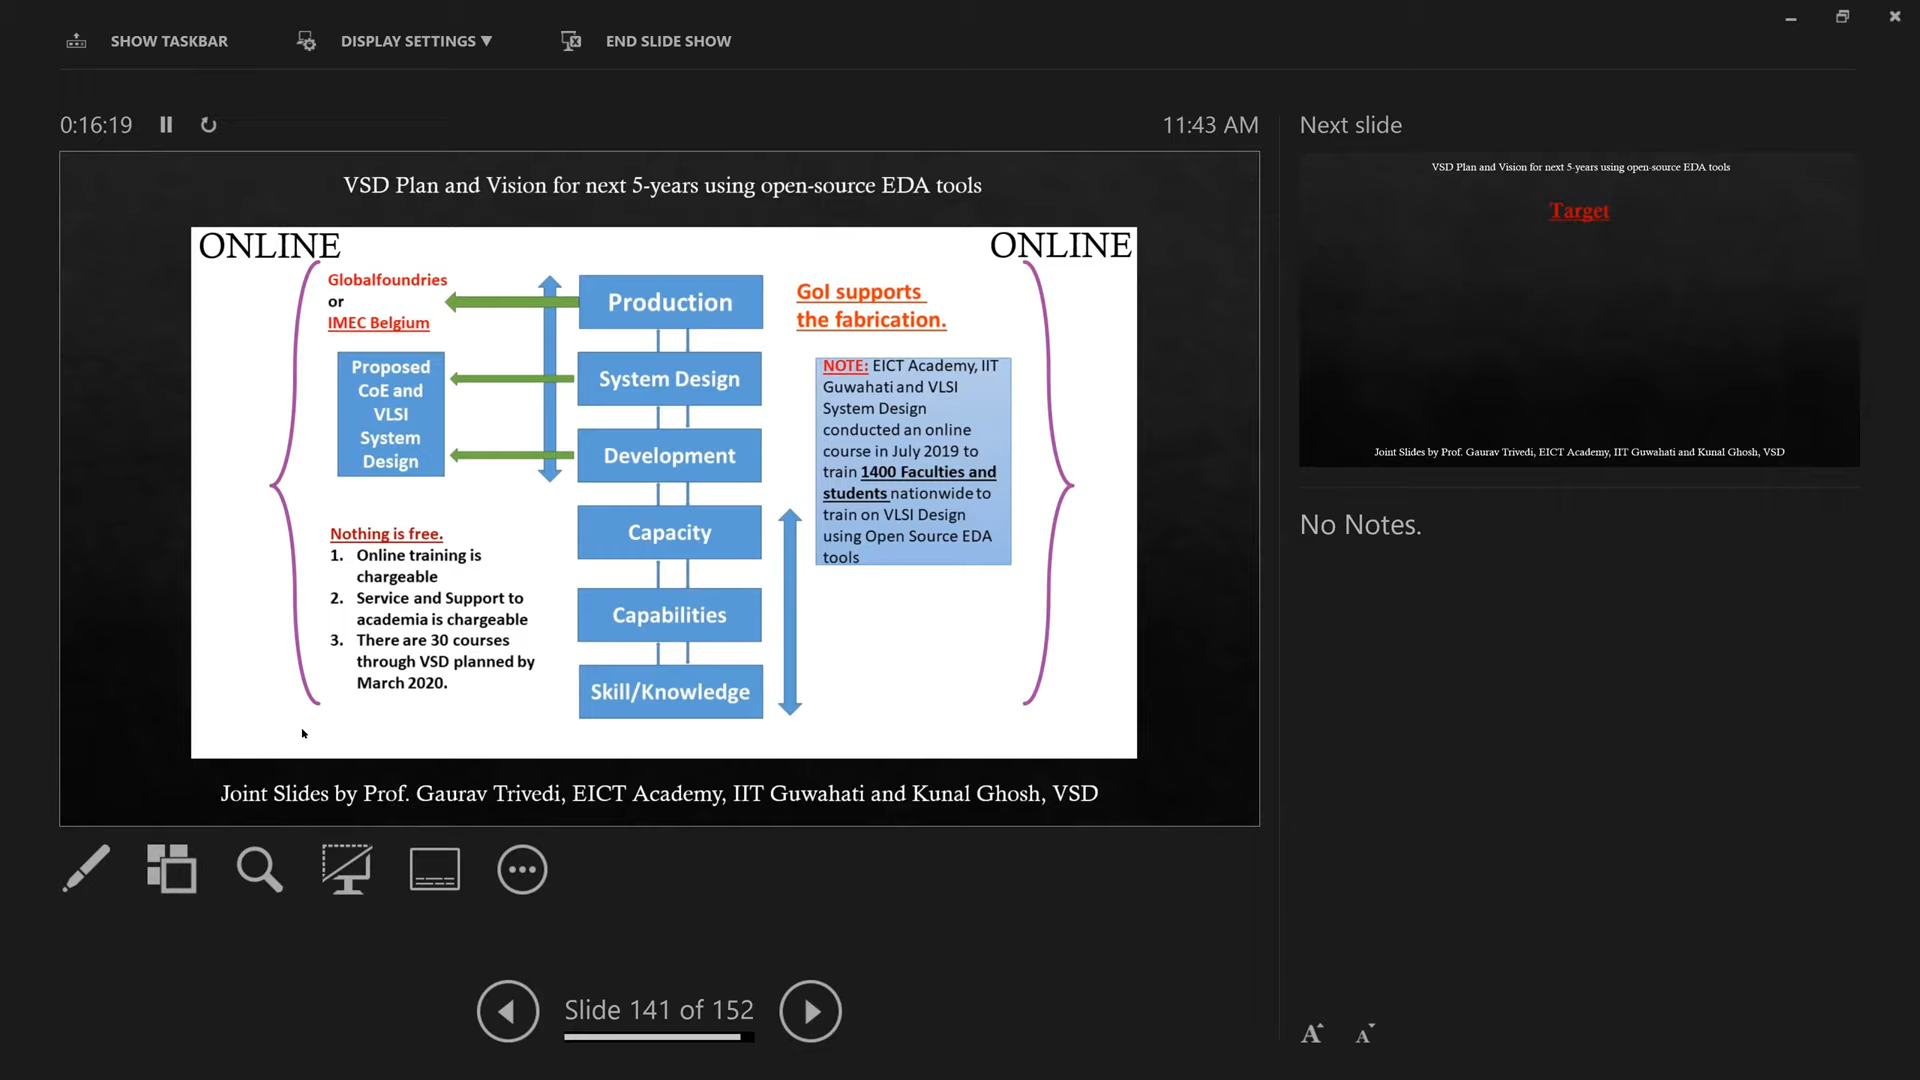 SHOW TASKBAR
DISPLAY SETTINGS ▼
END SLIDE SHOW
0:16:19
11:43 AM
VSD Plan and Vision for next 5-years using open-source EDA tools
ONLINE
ONLINE
Globalfoundries
or
IMEC Belgium
Proposed
CoE and
VLSI
System
Design
Nothing is free.
1. Online training is
chargeable
2. Service and Support to
academia is chargeable
3. There are 30 courses
through VSD planned by
March 2020.
Production
System Design
Development
Capacity
Capabilities
Skill/Knowledge
GoI supports
the fabrication.
NOTE: EICT Academy, IIT
Guwahati and VLSI
System Design
conducted an online
course in July 2019 to
train 1400 Faculties and
students nationwide to
train on VLSI Design
using Open Source EDA
tools
Joint Slides by Prof. Gaurav Trivedi, EICT Academy, IIT Guwahati and Kunal Ghosh, VSD
Slide 141 of 152
Next slide
VSD Plan and Vision for next 5-years using open-source EDA tools
Target
Joint Slides by Prof. Gaurav Trivedi, EICT Academy, IIT Guwahati and Kunal Ghosh, VSD
No Notes.
A A